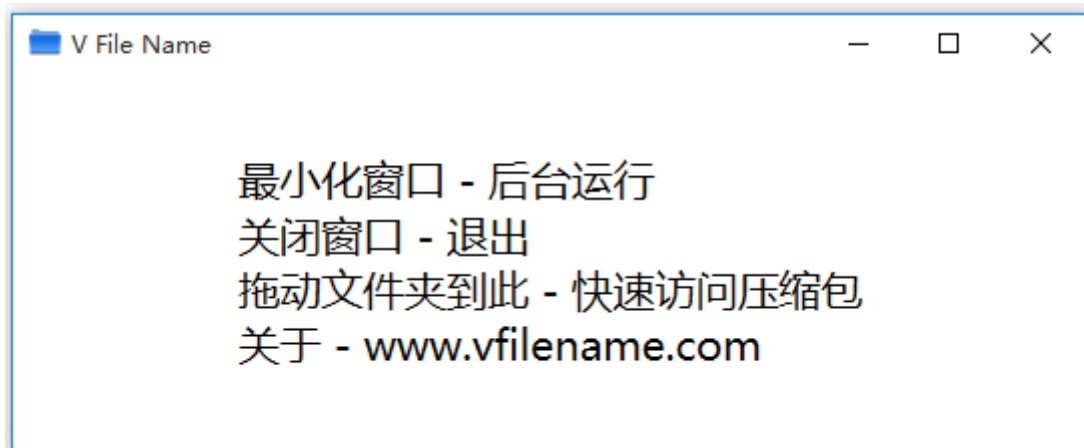 V File Name
最小化窗口 - 后台运行
关闭窗口 - 退出
拖动文件夹到此 - 快速访问压缩包
关于 - www.vfilename.com